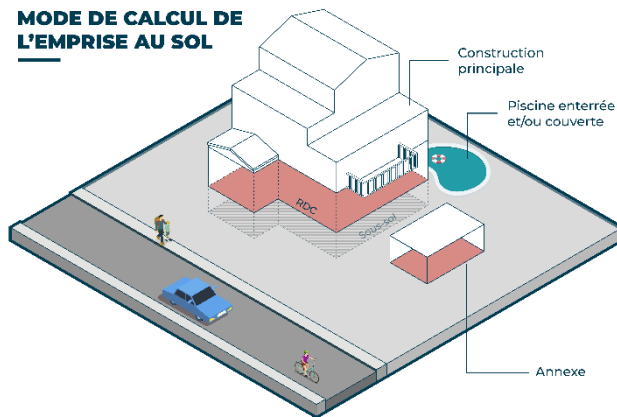 MODE DE CALCUL DE
L'EMPRISE AU SOL
Construction
principale
Piscine enterrée
et/ou couverte
RDC
Sous-sol
Annexe